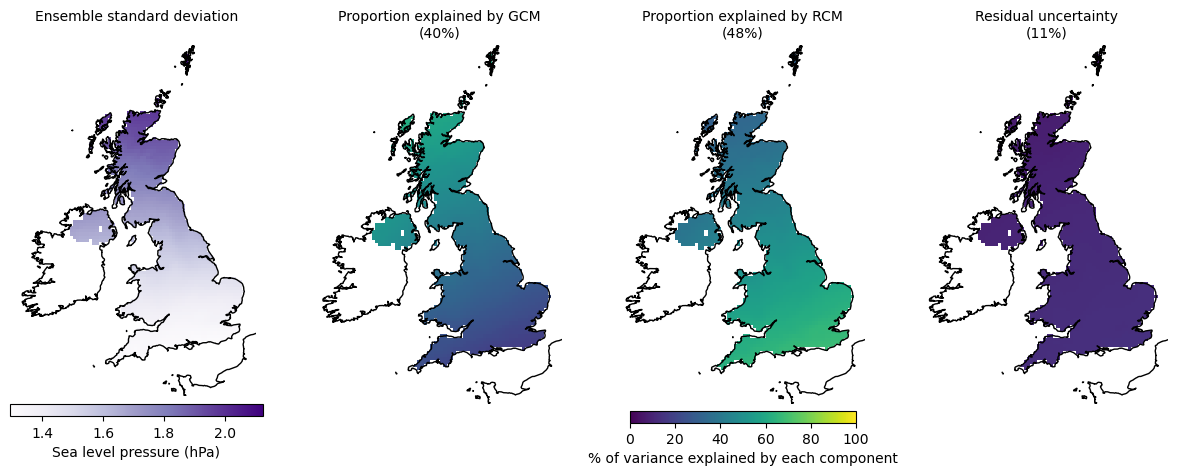 Ensemble standard deviation
Proportion explained by GCM
(40%)
Proportion explained by RCM
(48%)
Residual uncertainty
(11%)
1.4 1.6 1.8 2.0
Sea level pressure (hPa)
0 20 40 60 80 100
% of variance explained by each component